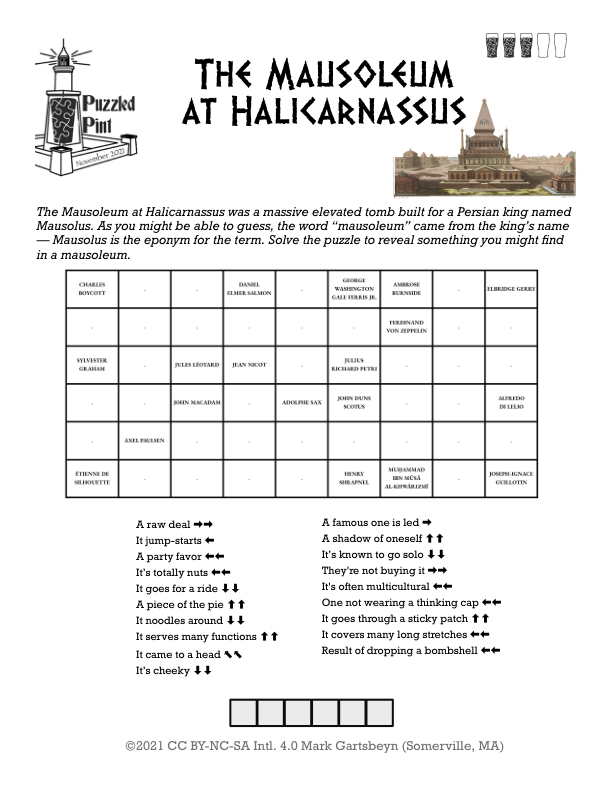 THE MAUSOLEUM
AT HALICARNASSUS
Puzzled
Pint
November 2021
The Mausoleum at Halicarnassus was a massive elevated tomb built for a Persian king named
Mausolus. As you might be able to guess, the word “mausoleum” came from the king’s name
— Mausolus is the eponym for the term. Solve the puzzle to reveal something you might find
in a mausoleum.
CHARLES
BOYCOTT
DANIEL
ELMER SALMON
GEORGE
WASHINGTON
GALE FERRIS JR.
AMBROSE
BURNSIDE
ELBRIDGE GERRY
FERDINAND
VON ZEPPELIN
SYLVESTER
GRAHAM
JULES LÉOTARD
JEAN NICOT
JULIUS
RICHARD PETRI
JOHN MACADAM
ADOLPHE SAX
JOHN DUNS
SCOTUS
ALFREDO
DI LELIO
AXEL PAULSEN
ÉTIENNE DE
SILHOUETTE
HENRY
SHRAPNEL
MUḤAMMAD
IBN MŪSĀ
AL-KHWĀRIZMĪ
JOSEPH-IGNACE
GUILLOTIN
A raw deal ➡➡
It jump-starts ⬅
A party favor ⬅⬅
It’s totally nuts ⬅⬅
It goes for a ride ⬇⬇
A piece of the pie ⬆⬆
It noodles around ⬇⬇
It serves many functions ⬆⬆
It came to a head ⬉⬉
It’s cheeky ⬇⬇
A famous one is led ➡
A shadow of oneself ⬆⬆
It’s known to go solo ⬇⬇
They’re not buying it ➡➡
It’s often multicultural ⬅⬅
One not wearing a thinking cap ⬅⬅
It goes through a sticky patch ⬆⬆
It covers many long stretches ⬅⬅
Result of dropping a bombshell ⬅⬅
©2021 CC BY-NC-SA Intl. 4.0 Mark Gartsbeyn (Somerville, MA)